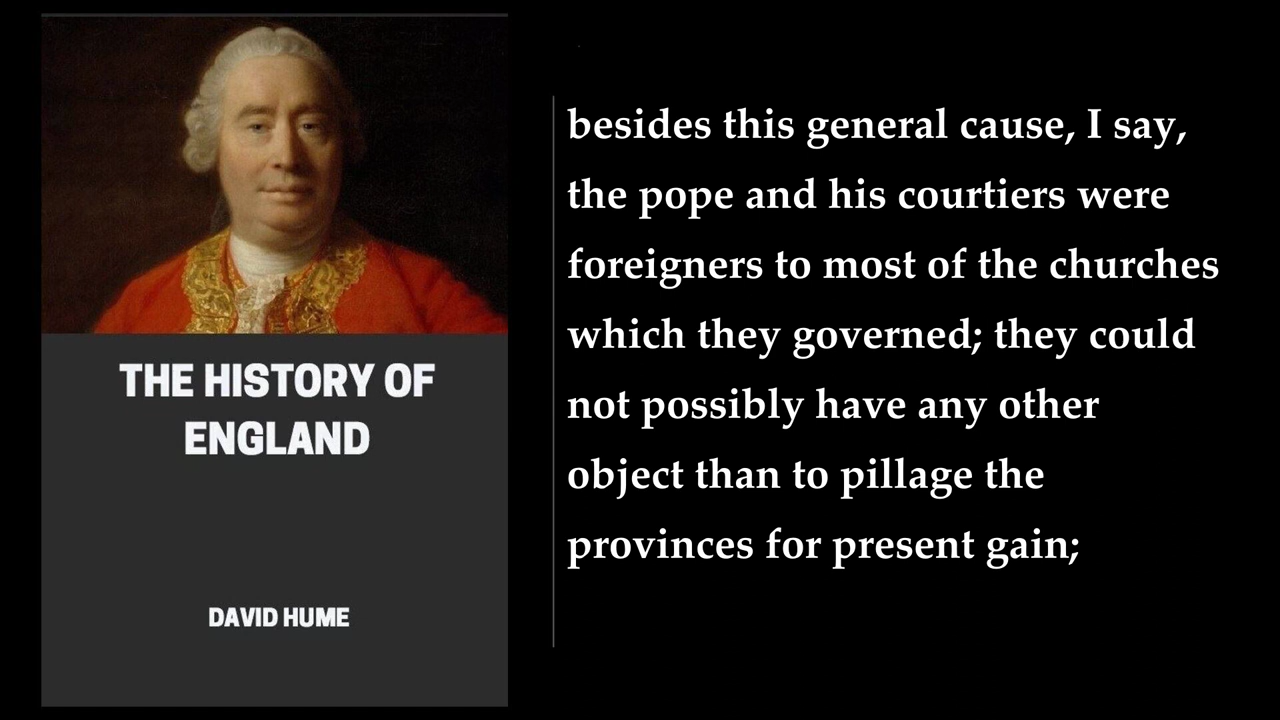 THE HISTORY OF
ENGLAND
DAVID HUME
besides this general cause, I say,
the pope and his courtiers were
foreigners to most of the churches
which they governed; they could
not possibly have any other
object than to pillage the
provinces for present gain;